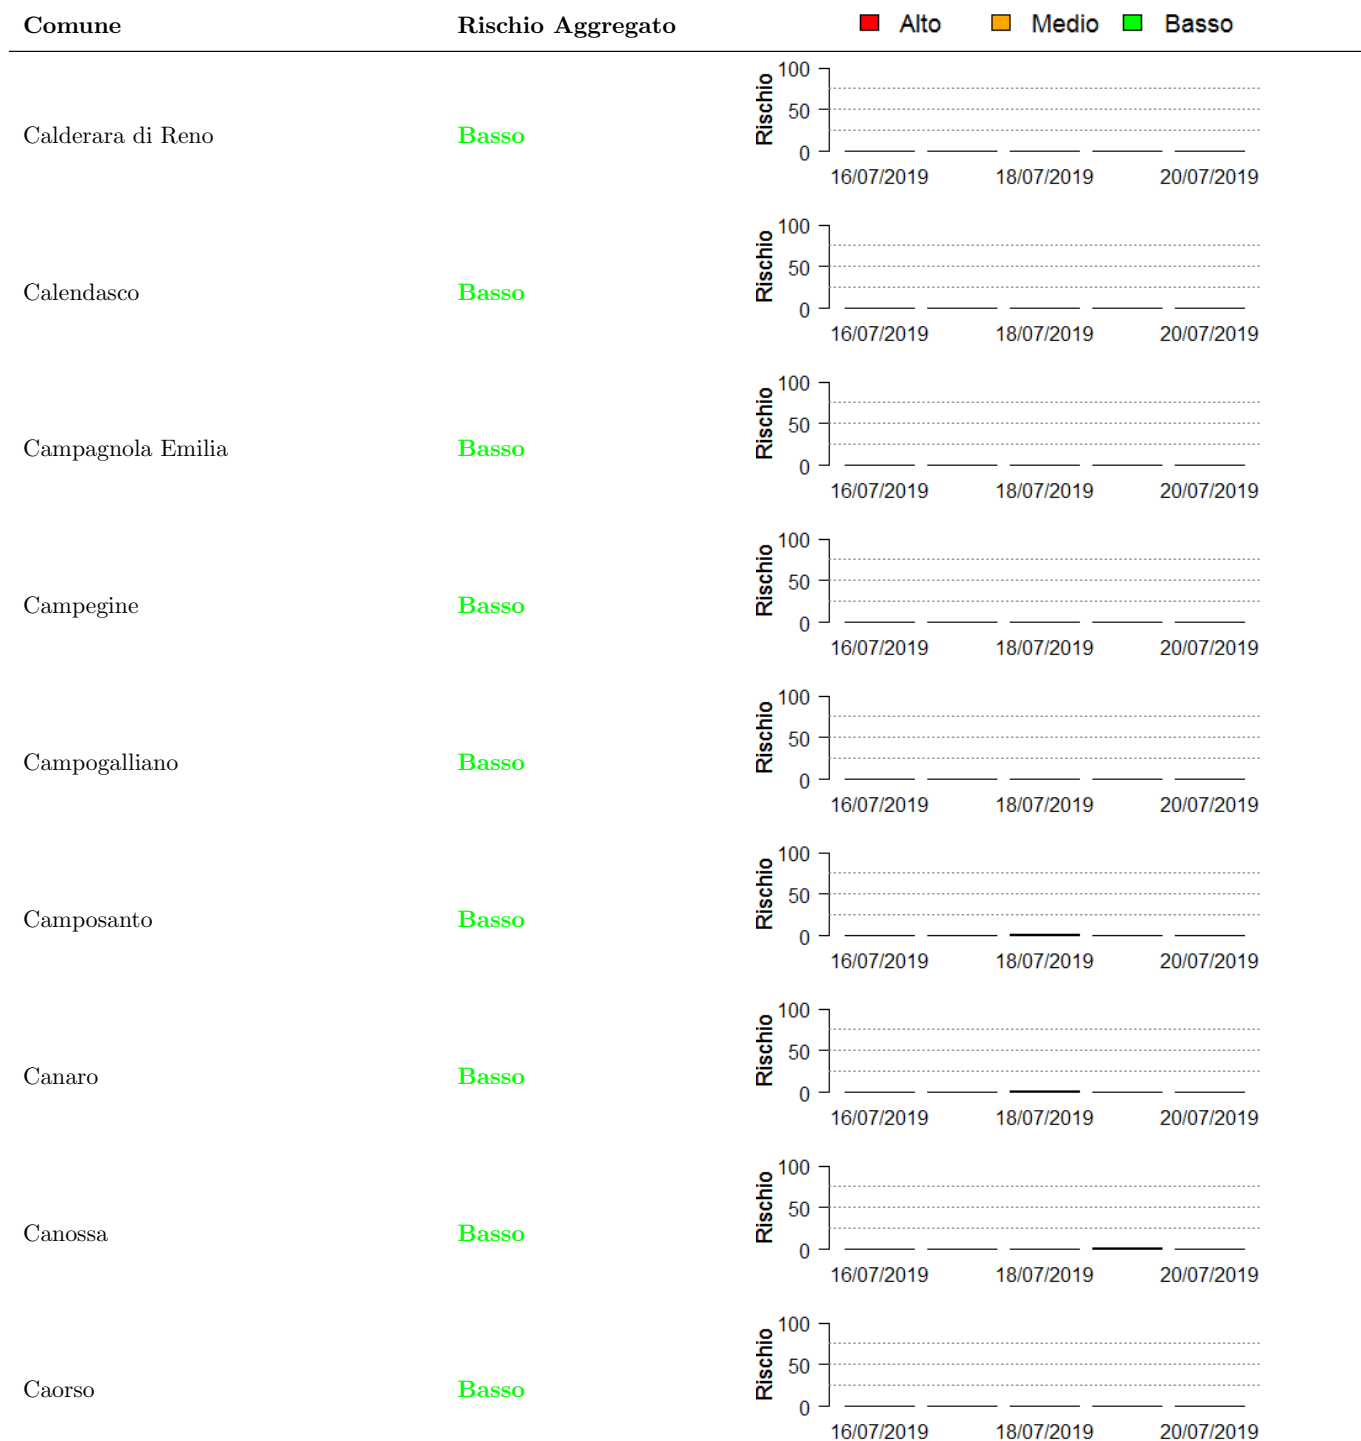 Comune Rischio Aggregato Alto Medio Basso
100
50
0
Rischio
Calderara di Reno Basso
16/07/2019 18/07/2019 20/07/2019
100
50
0
Rischio
Calendasco Basso
16/07/2019 18/07/2019 20/07/2019
100
50
0
Rischio
Campagnola Emilia Basso
16/07/2019 18/07/2019 20/07/2019
100
50
0
Rischio
Campegine Basso
16/07/2019 18/07/2019 20/07/2019
100
50
0
Rischio
Campogalliano Basso
16/07/2019 18/07/2019 20/07/2019
100
50
0
Rischio
Camposanto Basso
16/07/2019 18/07/2019 20/07/2019
100
50
0
Rischio
Canaro Basso
16/07/2019 18/07/2019 20/07/2019
100
50
0
Rischio
Canossa Basso
16/07/2019 18/07/2019 20/07/2019
100
50
0
Rischio
Caorso Basso
16/07/2019 18/07/2019 20/07/2019